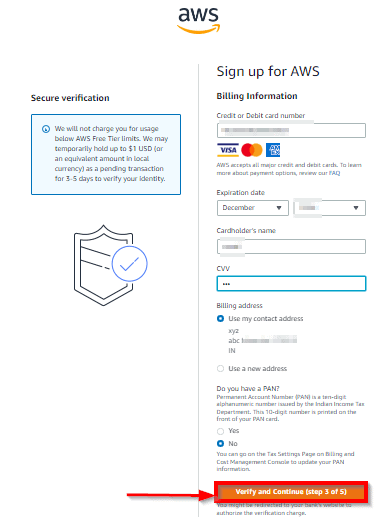 aws
Secure verification
We will not charge you for usage
below AWS Free Tier limits. We may
temporarily hold up to $1 USD (or
an equivalent amount in local
currency) as a pending transaction
for 3-5 days to verify your identity.
Sign up for AWS
Billing Information
Credit or Debit card number
VISA
AWS accepts all major credit and debit cards. To learn
more about payment options, review our FAQ
Expiration date
December
Cardholder's name
CVV
•••
Billing address
Use my contact address
xyz
abc
IN
Use a new address
Do you have a PAN?
Permanent Account Number (PAN) is a ten-digit
alphanumeric number issued by the Indian Income Tax
Department. This 10-digit number is printed on the
front of your PAN card.
Yes
No
You can go on the Tax Settings Page on Billing and
Cost Management Console to update your PAN
information.
Verify and Continue (step 3 of 5)
You might be redirected to your bank's website to
authorize the verification charge.